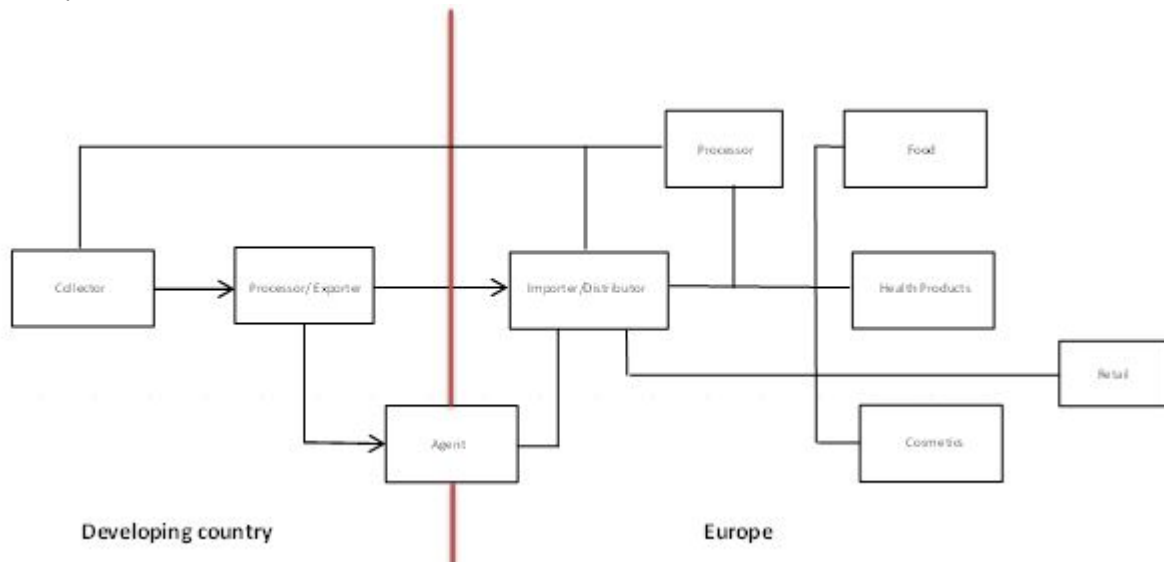 Processor
Food
Collector
Processor/ Exporter
Importer/Distributor
Health Products
Retail
Agent
Cosmetics
Developing country
Europe